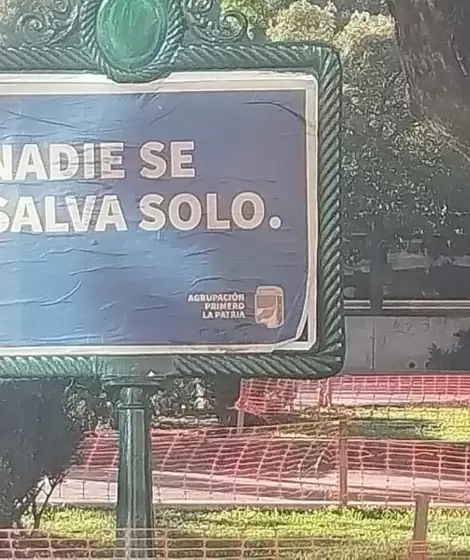 NADIE SE
SALVA SOLO.
AGRUPACIÓN
PRIMERO
LA PATRIA